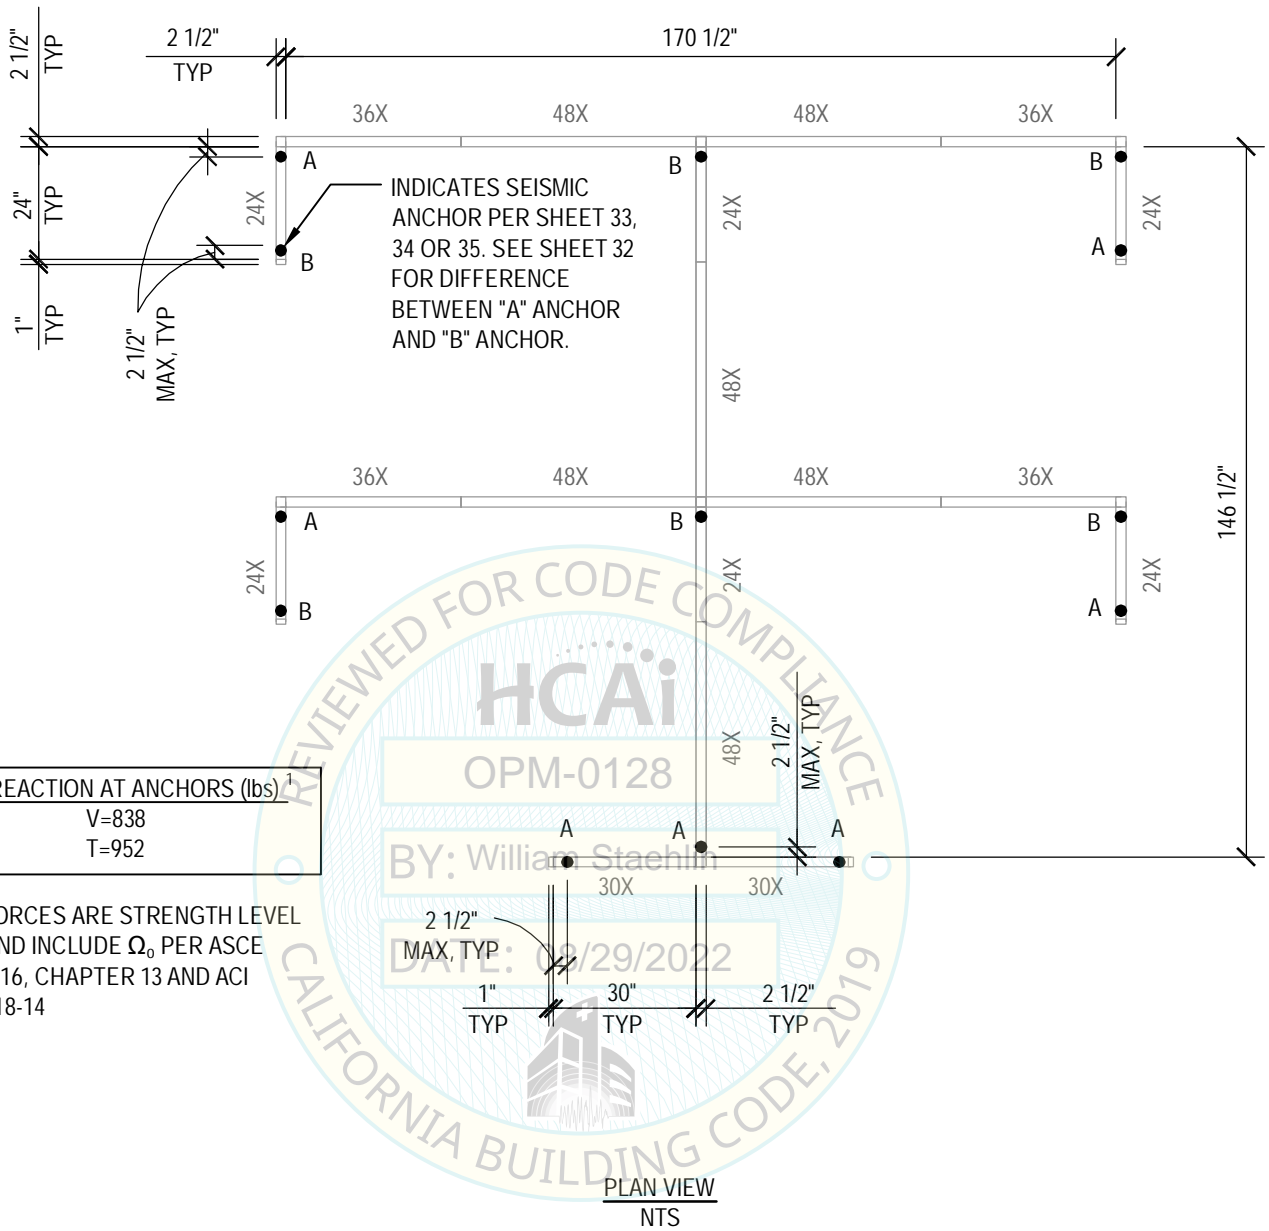 2 1/2"
TYP
2 1/2"
TYP
170 1/2"
36X
48X
48X
36X
A
B
B
24"
TYP
24X
INDICATES SEISMIC
ANCHOR PER SHEET 33,
34 OR 35. SEE SHEET 32
FOR DIFFERENCE
BETWEEN "A" ANCHOR
AND "B" ANCHOR.
24X
24X
B
A
1"
TYP
2 1/2"
MAX, TYP
48X
146 1/2"
36X
48X
48X
36X
A
B
B
24X
24X
24X
B
A
REVIEWED FOR CODE COMPLIANCE
HCAi
OPM-0128
48X
2 1/2"
MAX, TYP
REACTION AT ANCHORS (lbs) 1
V=838
T=952
A
A
A
BY: William Staehlin
30X
30X
ORCES ARE STRENGTH LEVEL
ND INCLUDE Ω₀ PER ASCE
16, CHAPTER 13 AND ACI
18-14
2 1/2"
MAX, TYP
DATE: 08/29/2022
1"
TYP
30"
TYP
2 1/2"
TYP
CALIFORNIA BUILDING CODE, 2019
PLAN VIEW
NTS